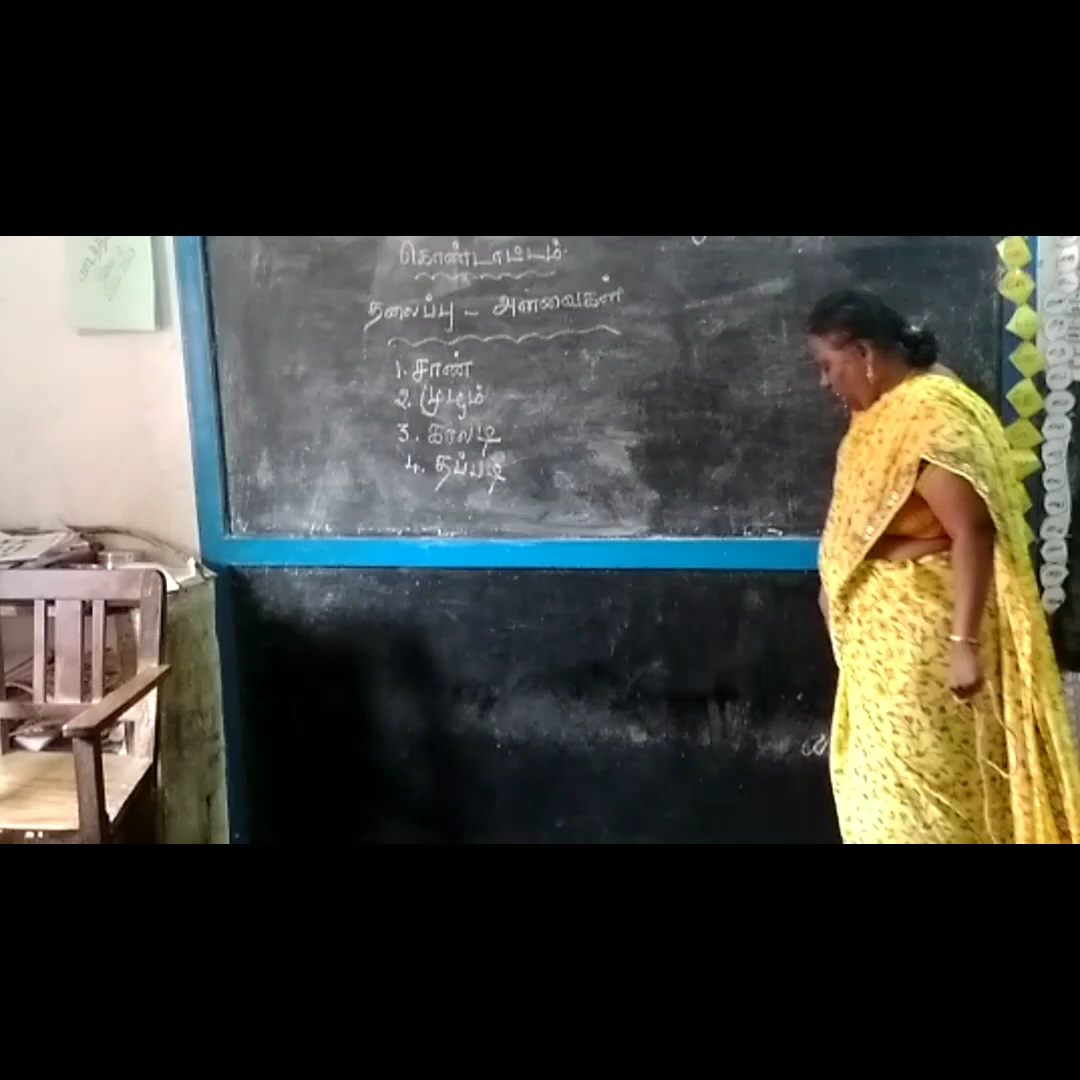 கொண்டாட்டம்
தலைப்பு - அளவைகள்
1. சாண்
2. முழம்
3. காலடி
4. தப்படி